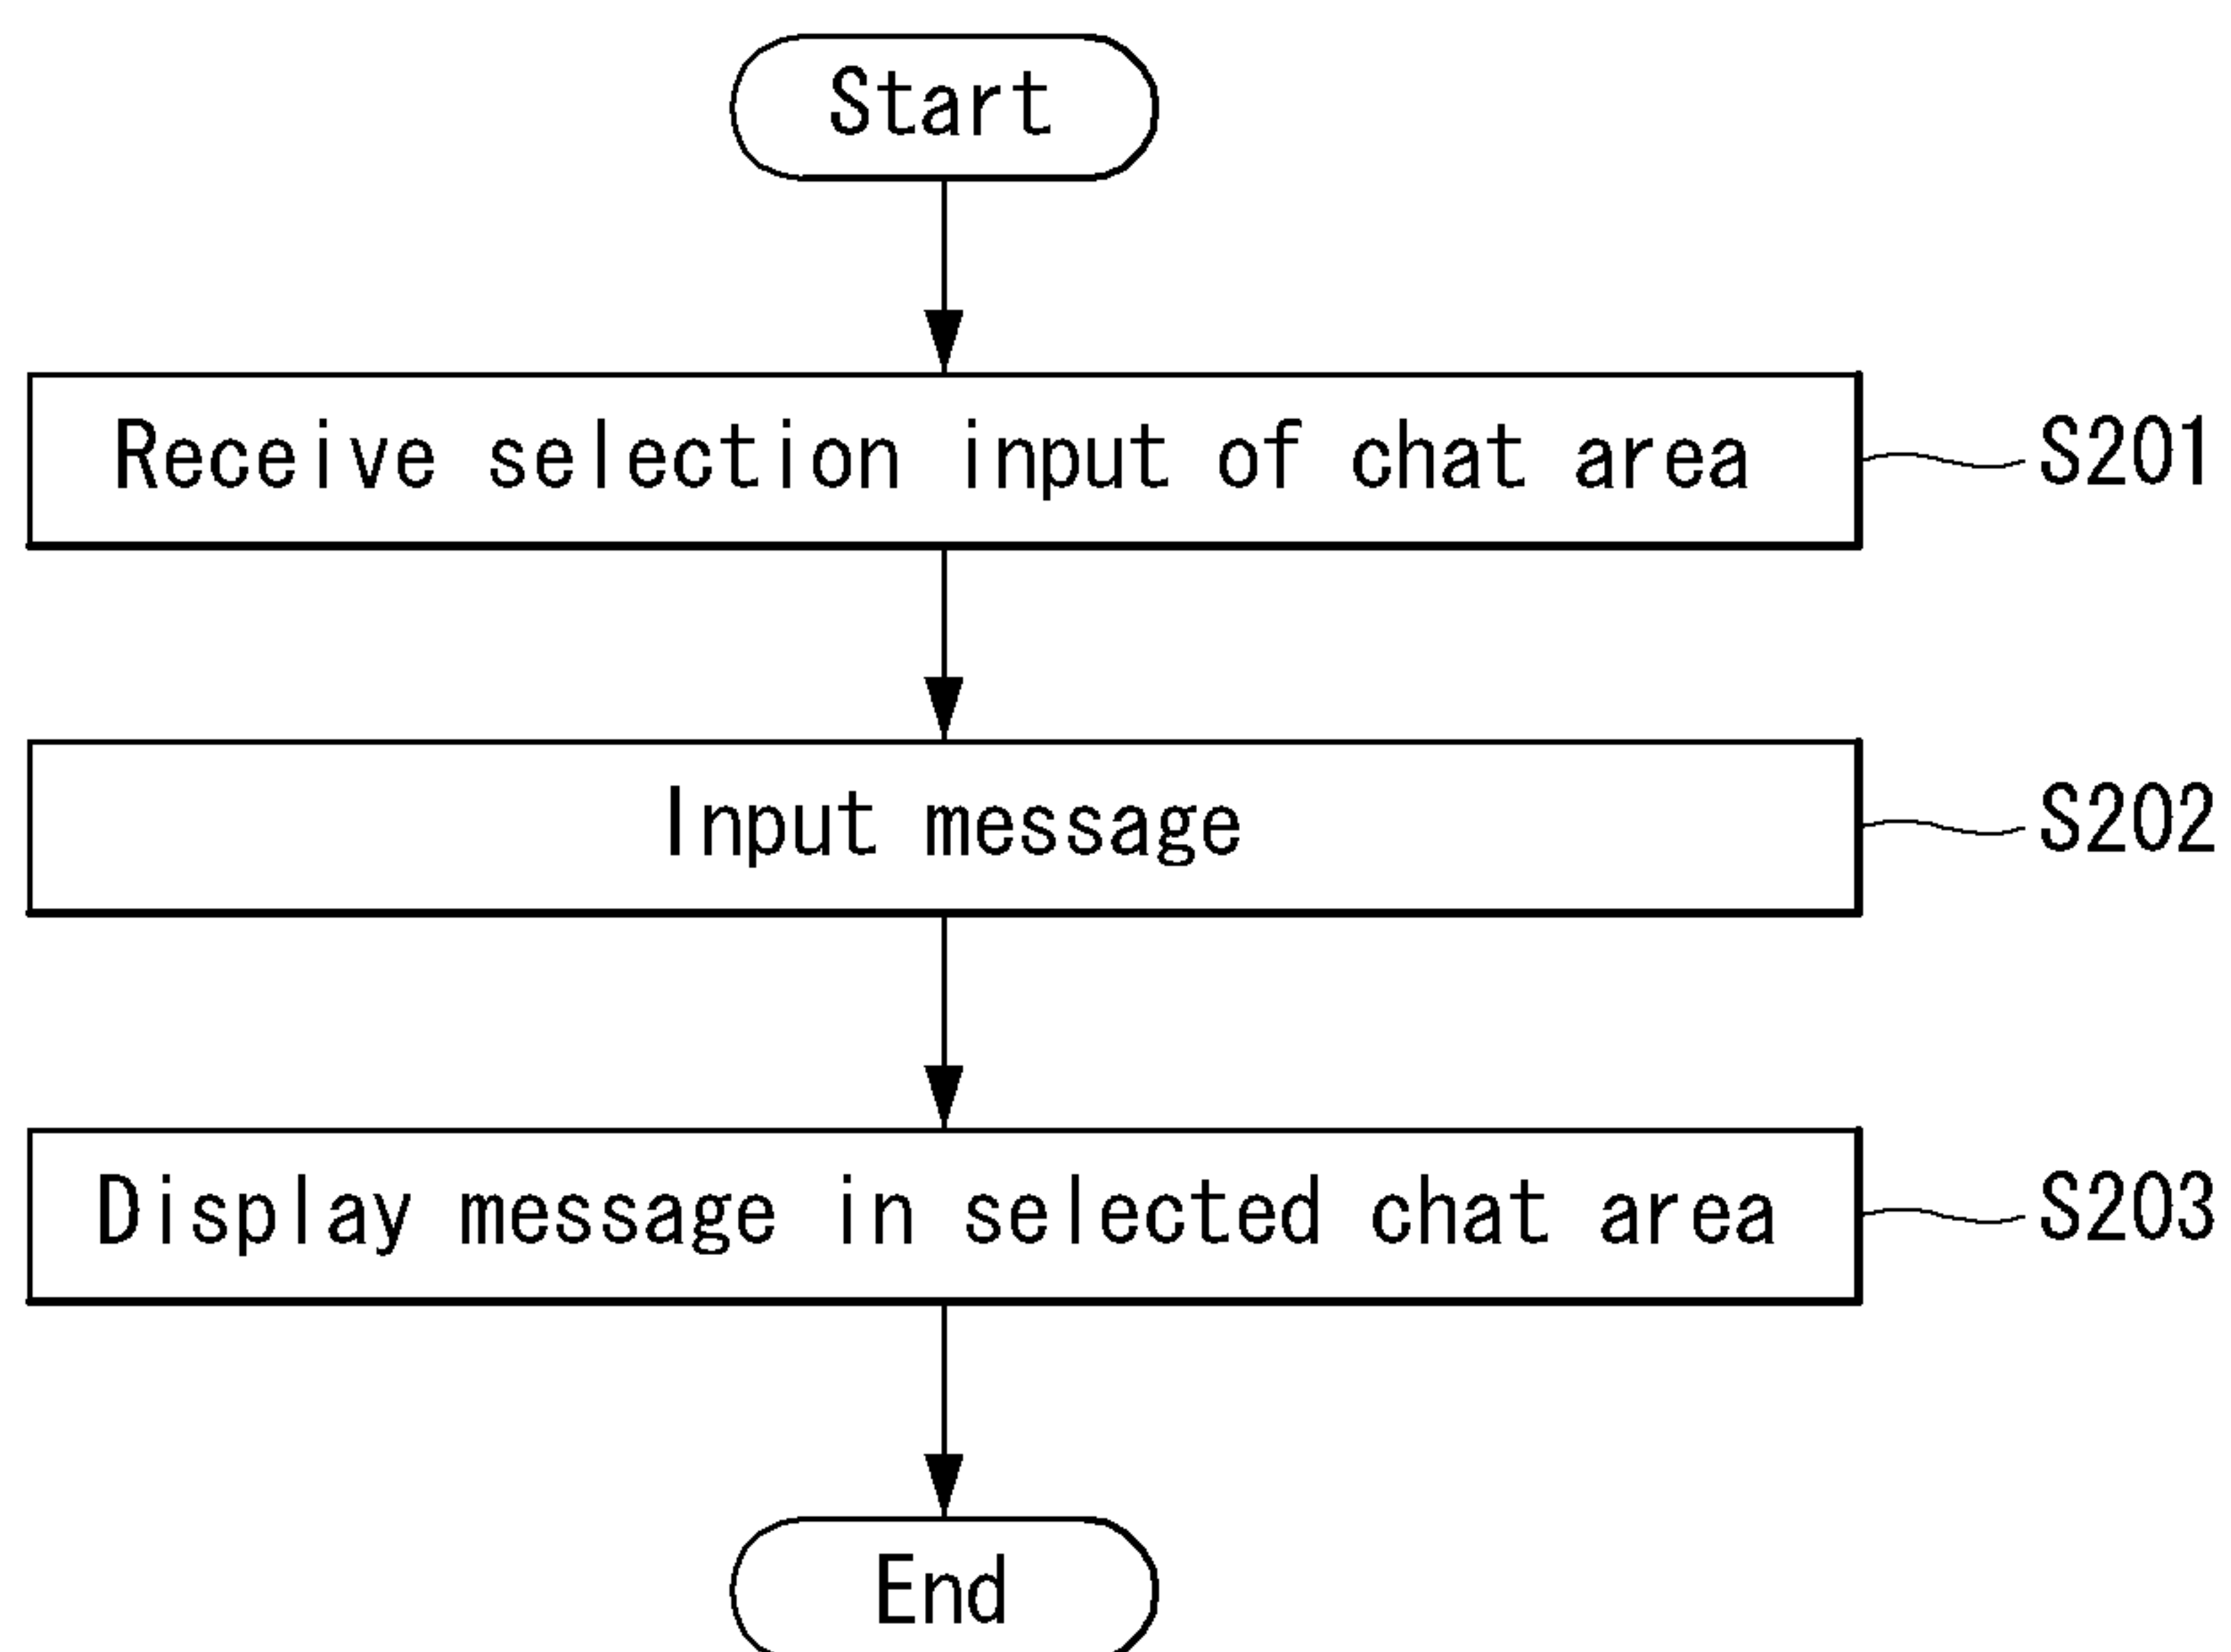 Start
Receive selection input of chat area S201
Input message S202
Display message in selected chat area S203
End